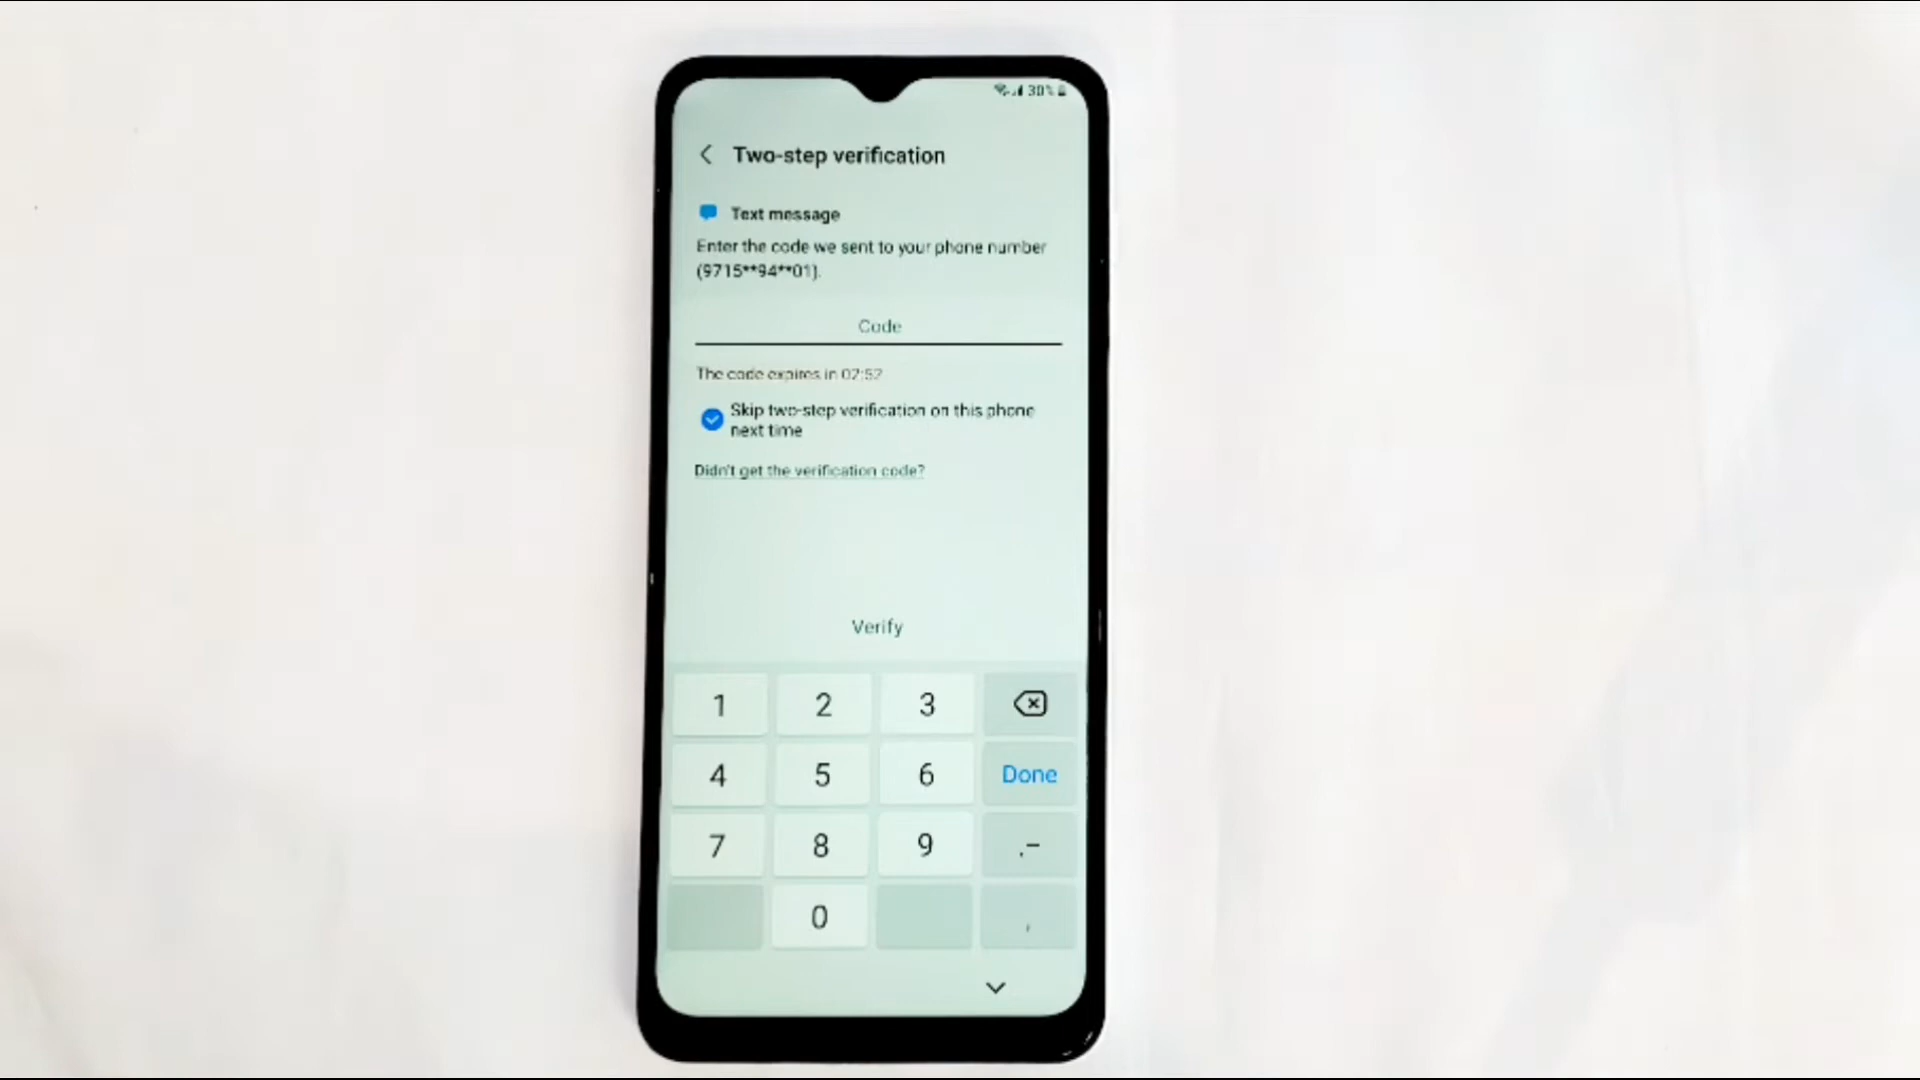 30%
Two-step verification
Text message
Enter the code we sent to your phone number
(9715**94**01).
Code
The code expires in 02:52
Skip two-step verification on this phone
next time
Didn't get the verification code?
Verify
1 2 3
4 5 6 Done
7 8 9 .-
0 ,